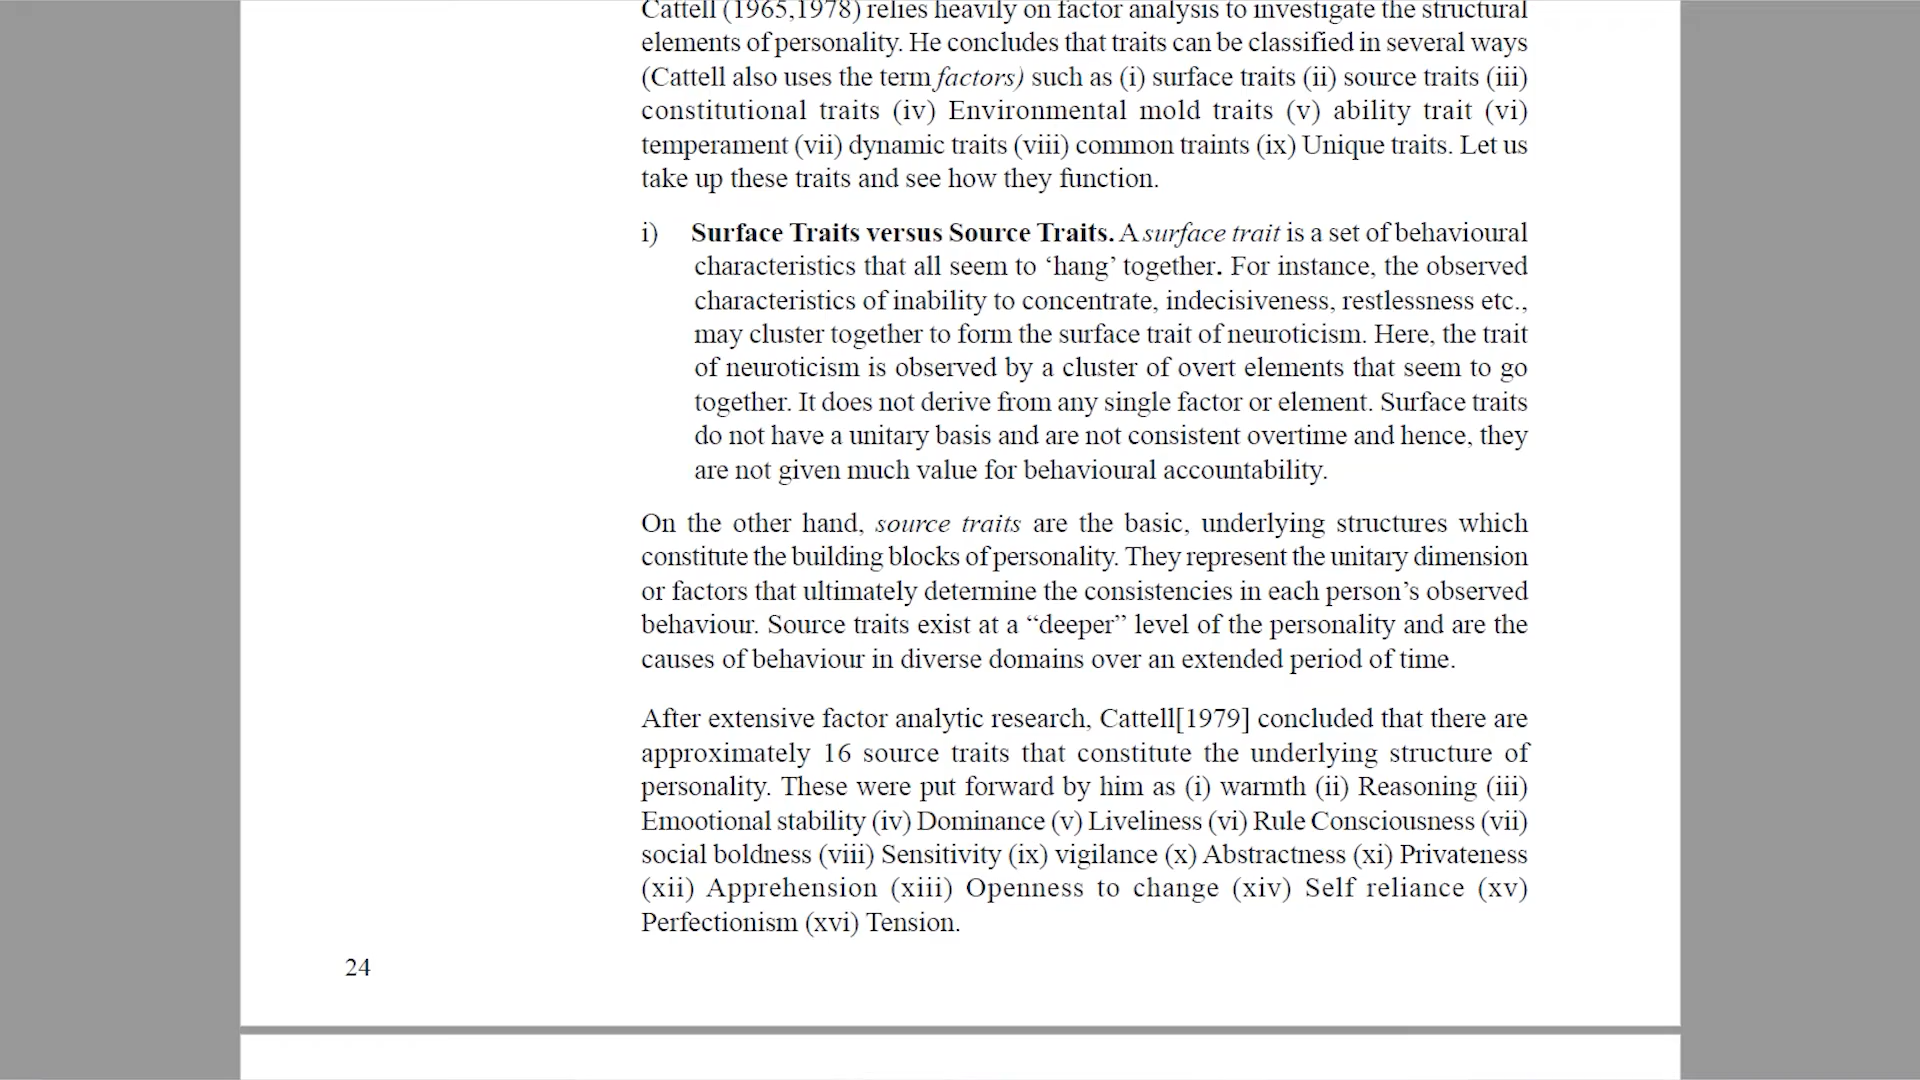 Cattell (1965,1978) relies heavily on factor analysis to investigate the structural
elements of personality. He concludes that traits can be classified in several ways
(Cattell also uses the term factors) such as (i) surface traits (ii) source traits (iii)
constitutional traits (iv) Environmental mold traits (v) ability trait (vi)
temperament (vii) dynamic traits (viii) common traints (ix) Unique traits. Let us
take up these traits and see how they function.
i) Surface Traits versus Source Traits. A surface trait is a set of behavioural
characteristics that all seem to ‘hang’ together. For instance, the observed
characteristics of inability to concentrate, indecisiveness, restlessness etc.,
may cluster together to form the surface trait of neuroticism. Here, the trait
of neuroticism is observed by a cluster of overt elements that seem to go
together. It does not derive from any single factor or element. Surface traits
do not have a unitary basis and are not consistent overtime and hence, they
are not given much value for behavioural accountability.
On the other hand, source traits are the basic, underlying structures which
constitute the building blocks of personality. They represent the unitary dimension
or factors that ultimately determine the consistencies in each person’s observed
behaviour. Source traits exist at a “deeper” level of the personality and are the
causes of behaviour in diverse domains over an extended period of time.
After extensive factor analytic research, Cattell[1979] concluded that there are
approximately 16 source traits that constitute the underlying structure of
personality. These were put forward by him as (i) warmth (ii) Reasoning (iii)
Emootional stability (iv) Dominance (v) Liveliness (vi) Rule Consciousness (vii)
social boldness (viii) Sensitivity (ix) vigilance (x) Abstractness (xi) Privateness
(xii) Apprehension (xiii) Openness to change (xiv) Self reliance (xv)
Perfectionism (xvi) Tension.
24